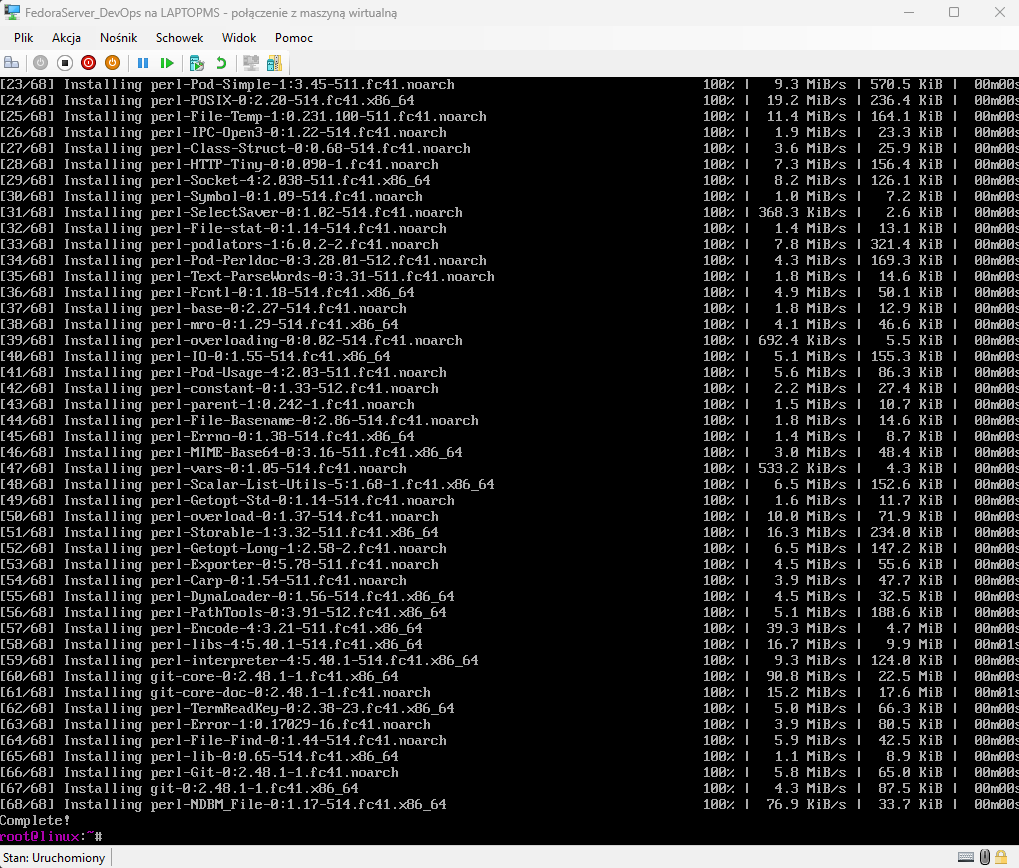 FedoraServer_DevOps na LAPTOPMS - połączenie z maszyną wirtualną
Plik Akcja Nośnik Schowek Widok Pomoc
[23/68] Installing perl-Pod-Simple-1:3.45-511.fc41.noarch 100% | 9.3 MiB/s | 570.5 KiB | 00m00s
[24/68] Installing perl-POSIX-0:2.20-514.fc41.x86_64 100% | 19.2 MiB/s | 236.4 KiB | 00m00s
[25/68] Installing perl-File-Temp-1:0.231.100-511.fc41.noarch 100% | 11.4 MiB/s | 164.1 KiB | 00m00s
[26/68] Installing perl-IPC-Open3-0:1.22-514.fc41.noarch 100% | 1.9 MiB/s | 23.3 KiB | 00m00s
[27/68] Installing perl-Class-Struct-0:0.68-514.fc41.noarch 100% | 3.6 MiB/s | 25.9 KiB | 00m00s
[28/68] Installing perl-HTTP-Tiny-0:0.090-1.fc41.noarch 100% | 7.3 MiB/s | 156.4 KiB | 00m00s
[29/68] Installing perl-Socket-4:2.038-511.fc41.x86_64 100% | 8.2 MiB/s | 126.1 KiB | 00m00s
[30/68] Installing perl-Symbol-0:1.09-514.fc41.noarch 100% | 1.0 MiB/s | 7.2 KiB | 00m00s
[31/68] Installing perl-SelectSaver-0:1.02-514.fc41.noarch 100% | 368.3 KiB/s | 2.6 KiB | 00m00s
[32/68] Installing perl-File-stat-0:1.14-514.fc41.noarch 100% | 1.4 MiB/s | 13.1 KiB | 00m00s
[33/68] Installing perl-podlators-1:6.0.2-2.fc41.noarch 100% | 7.8 MiB/s | 321.4 KiB | 00m00s
[34/68] Installing perl-Pod-Perldoc-0:3.28.01-512.fc41.noarch 100% | 4.3 MiB/s | 169.3 KiB | 00m00s
[35/68] Installing perl-Text-ParseWords-0:3.31-511.fc41.noarch 100% | 1.8 MiB/s | 14.6 KiB | 00m00s
[36/68] Installing perl-Fcntl-0:1.18-514.fc41.x86_64 100% | 4.9 MiB/s | 50.1 KiB | 00m00s
[37/68] Installing perl-base-0:2.27-514.fc41.noarch 100% | 1.8 MiB/s | 12.9 KiB | 00m00s
[38/68] Installing perl-mro-0:1.29-514.fc41.x86_64 100% | 4.1 MiB/s | 46.6 KiB | 00m00s
[39/68] Installing perl-overloading-0:0.02-514.fc41.noarch 100% | 692.4 KiB/s | 5.5 KiB | 00m00s
[40/68] Installing perl-IO-0:1.55-514.fc41.x86_64 100% | 5.1 MiB/s | 155.3 KiB | 00m00s
[41/68] Installing perl-Pod-Usage-4:2.03-511.fc41.noarch 100% | 5.6 MiB/s | 86.3 KiB | 00m00s
[42/68] Installing perl-constant-0:1.33-512.fc41.noarch 100% | 2.2 MiB/s | 27.4 KiB | 00m00s
[43/68] Installing perl-parent-1:0.242-1.fc41.noarch 100% | 1.5 MiB/s | 10.7 KiB | 00m00s
[44/68] Installing perl-File-Basename-0:2.86-514.fc41.noarch 100% | 1.8 MiB/s | 14.6 KiB | 00m00s
[45/68] Installing perl-Errno-0:1.38-514.fc41.x86_64 100% | 1.4 MiB/s | 8.7 KiB | 00m00s
[46/68] Installing perl-MIME-Base64-0:3.16-511.fc41.x86_64 100% | 3.0 MiB/s | 48.4 KiB | 00m00s
[47/68] Installing perl-vars-0:1.05-514.fc41.noarch 100% | 533.2 KiB/s | 4.3 KiB | 00m00s
[48/68] Installing perl-Scalar-List-Utils-5:1.68-1.fc41.x86_64 100% | 6.5 MiB/s | 152.6 KiB | 00m00s
[49/68] Installing perl-Getopt-Std-0:1.14-514.fc41.noarch 100% | 1.6 MiB/s | 11.7 KiB | 00m00s
[50/68] Installing perl-overload-0:1.37-514.fc41.noarch 100% | 10.0 MiB/s | 71.9 KiB | 00m00s
[51/68] Installing perl-Storable-1:3.32-511.fc41.x86_64 100% | 16.3 MiB/s | 234.0 KiB | 00m00s
[52/68] Installing perl-Getopt-Long-1:2.58-2.fc41.noarch 100% | 6.5 MiB/s | 147.2 KiB | 00m00s
[53/68] Installing perl-Exporter-0:5.78-511.fc41.noarch 100% | 4.5 MiB/s | 55.6 KiB | 00m00s
[54/68] Installing perl-Carp-0:1.54-511.fc41.noarch 100% | 3.9 MiB/s | 47.7 KiB | 00m00s
[55/68] Installing perl-DynaLoader-0:1.56-514.fc41.x86_64 100% | 4.5 MiB/s | 32.5 KiB | 00m00s
[56/68] Installing perl-PathTools-0:3.91-512.fc41.x86_64 100% | 5.1 MiB/s | 188.6 KiB | 00m00s
[57/68] Installing perl-Encode-4:3.21-511.fc41.x86_64 100% | 39.3 MiB/s | 4.7 MiB | 00m00s
[58/68] Installing perl-libs-4:5.40.1-514.fc41.x86_64 100% | 16.7 MiB/s | 9.9 MiB | 00m01s
[59/68] Installing perl-interpreter-4:5.40.1-514.fc41.x86_64 100% | 9.3 MiB/s | 124.0 KiB | 00m00s
[60/68] Installing git-core-0:2.48.1-1.fc41.x86_64 100% | 90.8 MiB/s | 22.5 MiB | 00m00s
[61/68] Installing git-core-doc-0:2.48.1-1.fc41.noarch 100% | 15.2 MiB/s | 17.6 MiB | 00m01s
[62/68] Installing perl-TermReadKey-0:2.38-23.fc41.x86_64 100% | 5.0 MiB/s | 66.3 KiB | 00m00s
[63/68] Installing perl-Error-1:0.17029-16.fc41.noarch 100% | 3.9 MiB/s | 80.5 KiB | 00m00s
[64/68] Installing perl-File-Find-0:1.44-514.fc41.noarch 100% | 5.9 MiB/s | 42.5 KiB | 00m00s
[65/68] Installing perl-lib-0:0.65-514.fc41.x86_64 100% | 1.1 MiB/s | 8.9 KiB | 00m00s
[66/68] Installing perl-Git-0:2.48.1-1.fc41.noarch 100% | 5.8 MiB/s | 65.0 KiB | 00m00s
[67/68] Installing git-0:2.48.1-1.fc41.x86_64 100% | 4.3 MiB/s | 87.5 KiB | 00m00s
[68/68] Installing perl-NDBM_File-0:1.17-514.fc41.x86_64 100% | 76.9 KiB/s | 33.7 KiB | 00m00s
Complete!
root@linux:~#
Stan: Uruchomiony